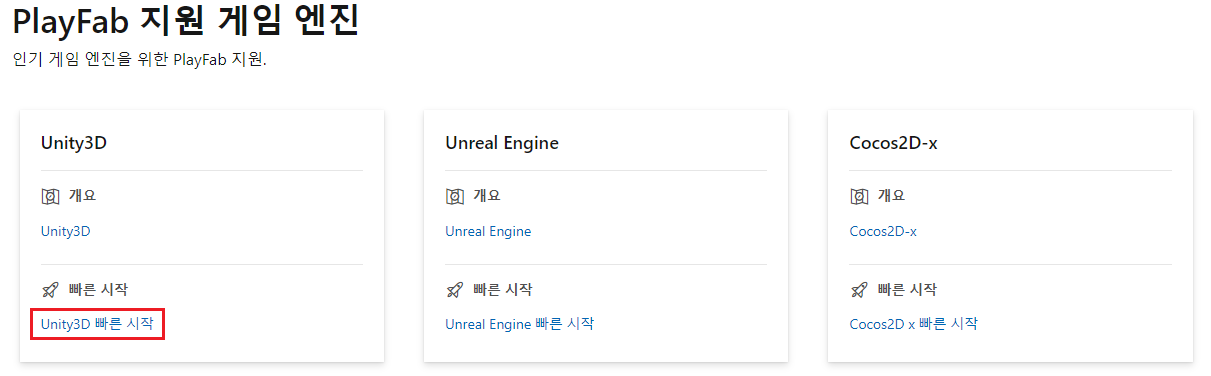 PlayFab 지원 게임 엔진
인기 게임 엔진을 위한 PlayFab 지원.
Unity3D
개요
Unity3D
빠른 시작
Unity3D 빠른 시작
Unreal Engine
개요
Unreal Engine
빠른 시작
Unreal Engine 빠른 시작
Cocos2D-x
개요
Cocos2D-x
빠른 시작
Cocos2D x 빠른 시작